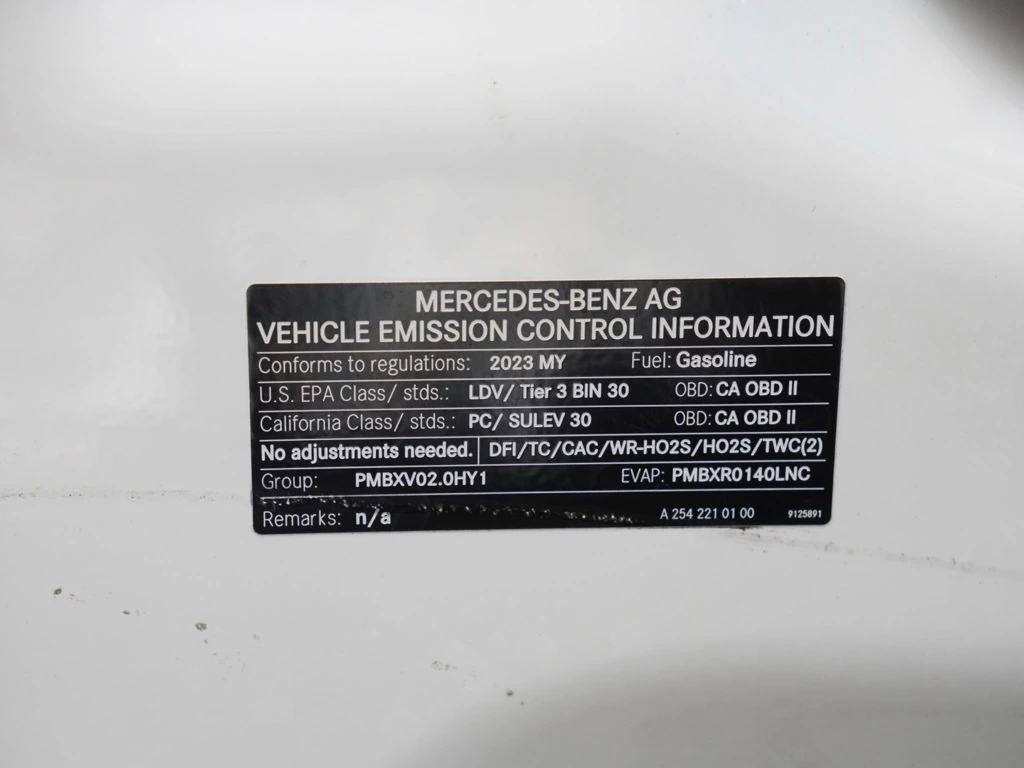 MERCEDES-BENZ AG
VEHICLE EMISSION CONTROL INFORMATION
Conforms to regulations: 2023 MY Fuel: Gasoline
U.S. EPA Class/ stds.: LDV/ Tier 3 BIN 30 OBD: CA OBD II
California Class/ stds.: PC/ SULEV 30 OBD: CA OBD II
No adjustments needed. DFI/TC/CAC/WR-HO2S/HO2S/TWC(2)
Group: PMBXV02.0HY1 EVAP: PMBXR0140LNC
Remarks: n/a A 254 221 01 00 9125891